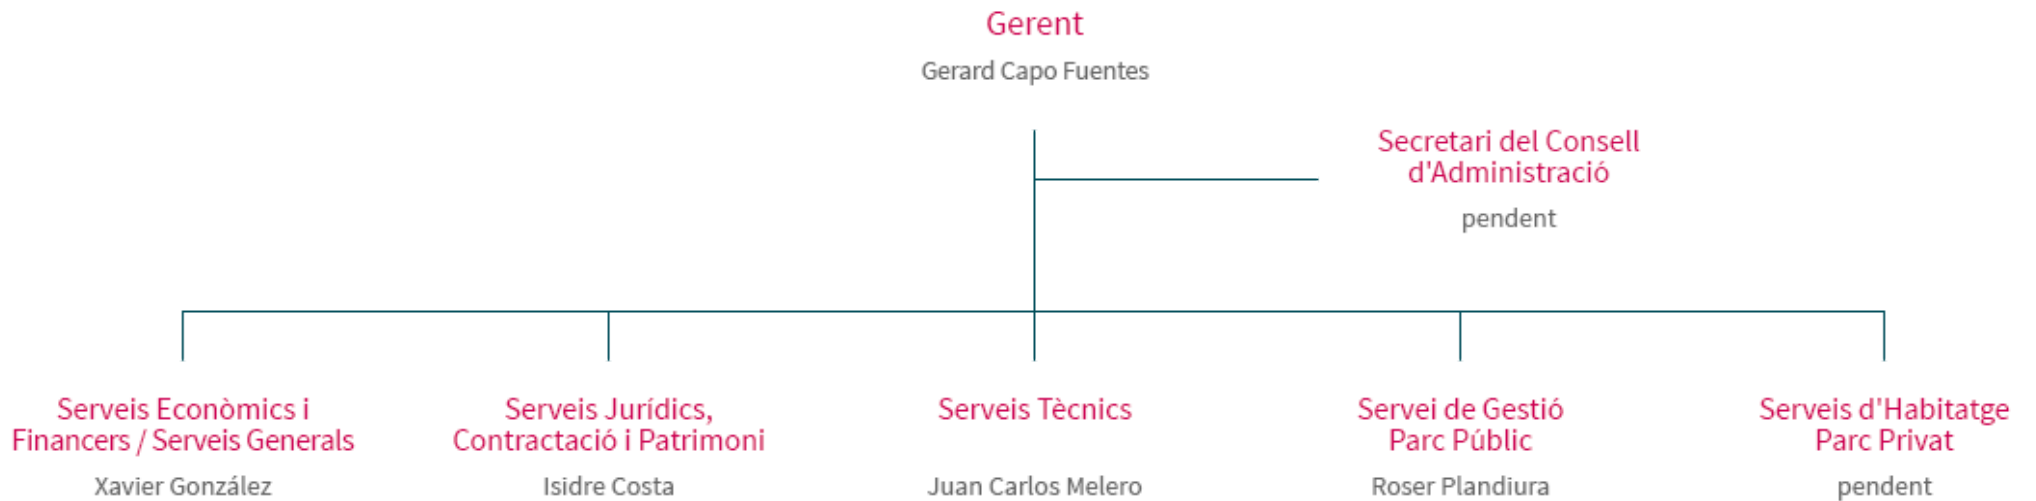 Gerent
Gerard Capo Fuentes
Secretari del Consell
d'Administració
pendent
Serveis Econòmics i
Financers / Serveis Generals
Xavier González
Serveis Jurídics,
Contractació i Patrimoni
Isidre Costa
Serveis Tècnics
Juan Carlos Melero
Servei de Gestió
Parc Públic
Roser Plandiura
Serveis d'Habitatge
Parc Privat
pendent